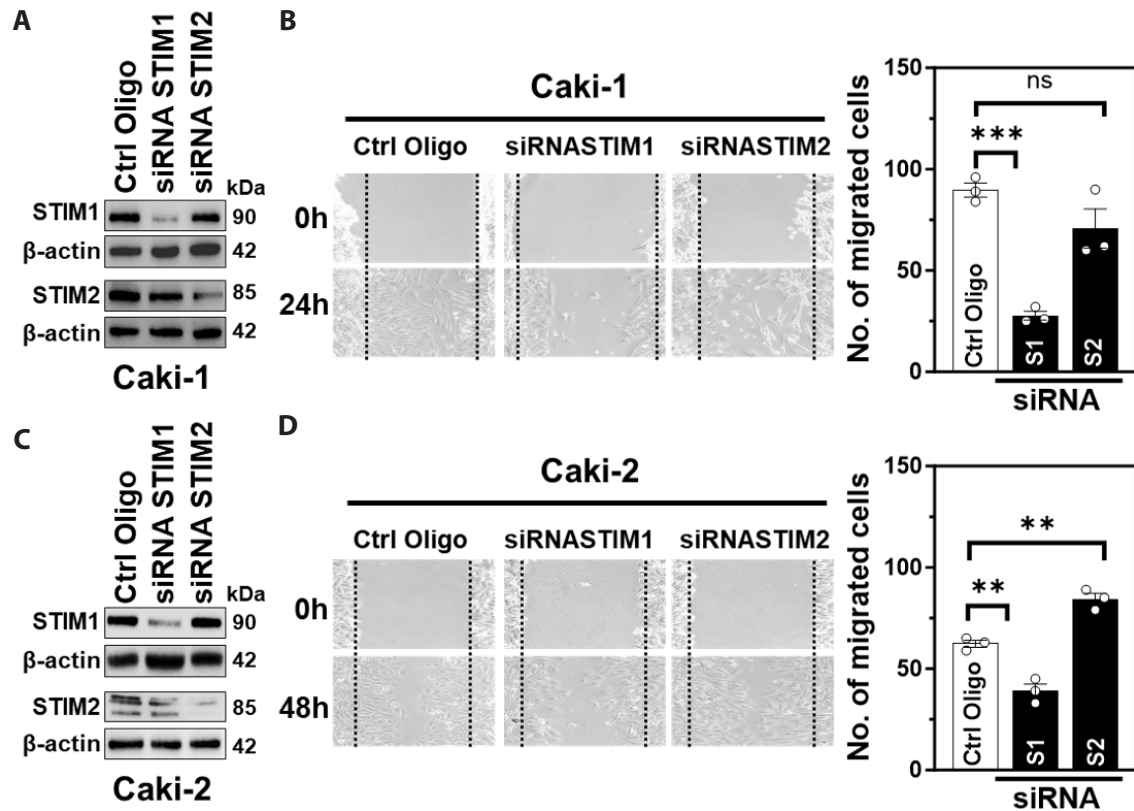 A
Ctrl Oligo
siRNA STIM1
siRNA STIM2
kDa
STIM1
90
β-actin
42
STIM2
85
β-actin
42
Caki-1
B
Caki-1
Ctrl Oligo
siRNASTIM1
siRNASTIM2
0h
24h
No. of migrated cells
150
100
50
0
ns
***
Ctrl Oligo
S1
S2
siRNA
C
Ctrl Oligo
siRNA STIM1
siRNA STIM2
kDa
STIM1
90
β-actin
42
STIM2
85
β-actin
42
Caki-2
D
Caki-2
Ctrl Oligo
siRNASTIM1
siRNASTIM2
0h
48h
No. of migrated cells
150
100
50
0
**
**
Ctrl Oligo
S1
S2
siRNA